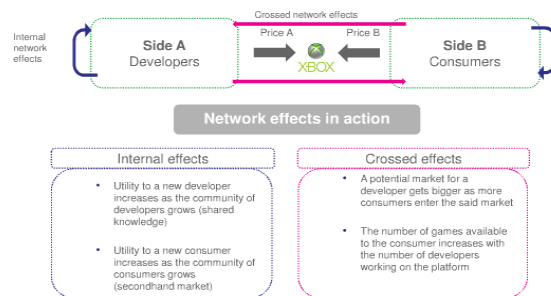 Crossed network effects
Internal
network
effects
Side A
Developers
Price A
Price B
XBOX
Side B
Consumers
Network effects in action
Internal effects
• Utility to a new developer
increases as the community of
developers grows (shared
knowledge)
• Utility to a new consumer
increases as the community of
consumers grows
(secondhand market)
Crossed effects
• A potential market for a
developer gets bigger as more
consumers enter the said market
• The number of games available
to the consumer increases with
the number of developers
working on the platform